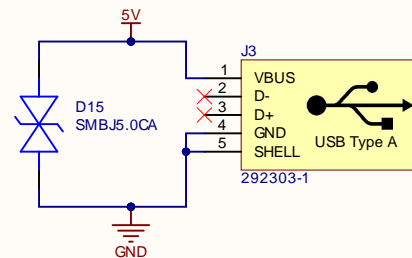 5V
J3
1 VBUS
2 D-
3 D+
4 GND
5 SHELL
USB Type A
292303-1
D15
SMBJ5.0CA
GND